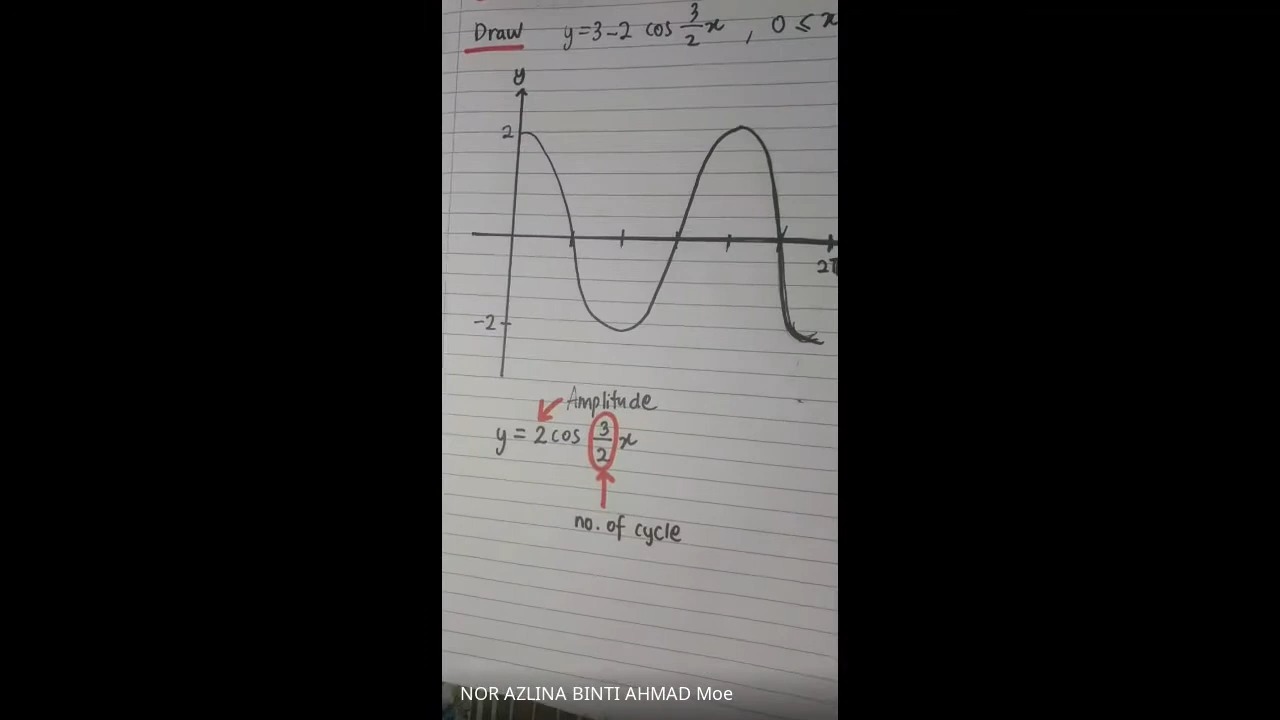 Draw y=3-2 cos 3/2 x , 0 ≤ x
y
2
-2
2π
Amplitude
y = 2 cos 3/2 x
no. of cycle
NOR AZLINA BINTI AHMAD Moe